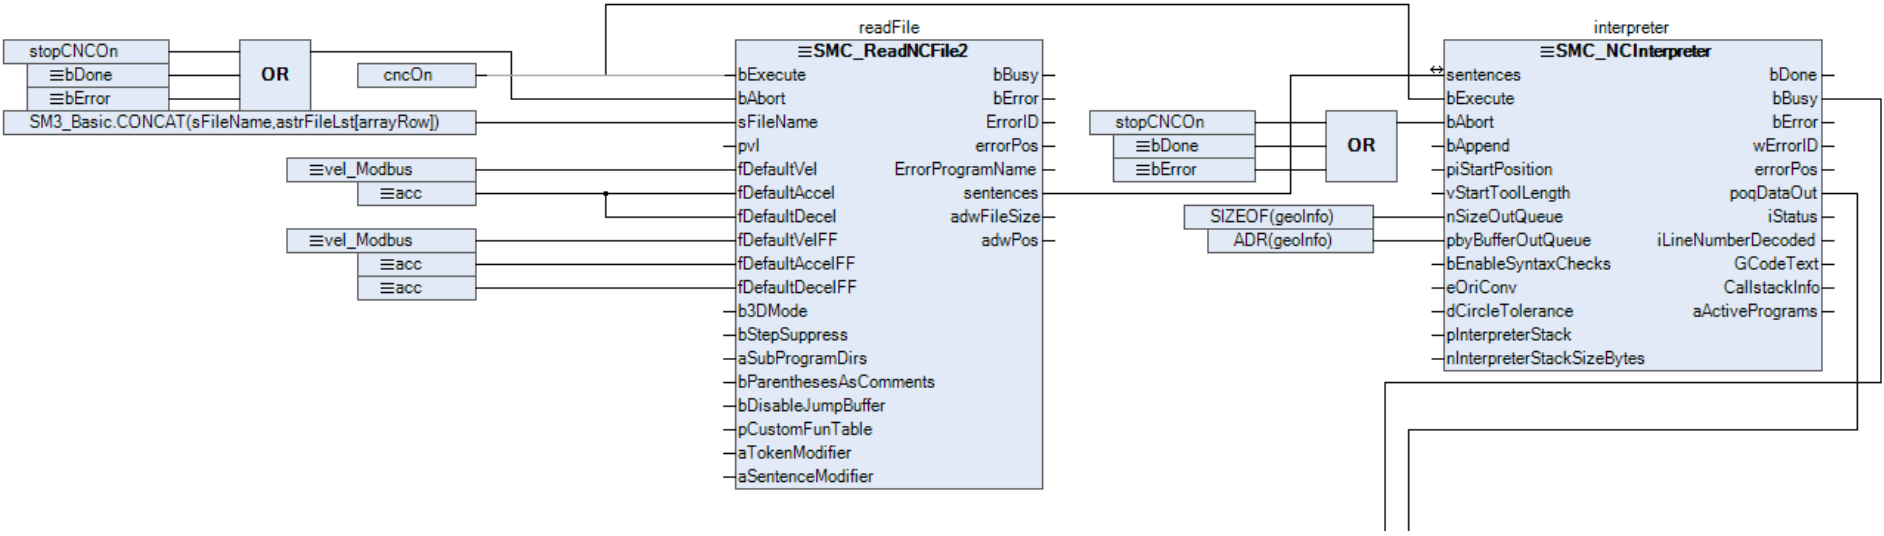 readFile
SMC_ReadNCFile2
stopCNCOn
bDone
bError
OR
cncOn
SM3_Basic.CONCAT(sFileName,astrFileLst[arrayRow])
vel_Modbus
acc
vel_Modbus
acc
acc
bExecute
bAbort
sFileName
pvl
fDefaultVel
fDefaultAccel
fDefaultDecel
fDefaultVelFF
fDefaultAccelFF
fDefaultDecelFF
b3DMode
bStepSuppress
aSubProgramDirs
bParenthesesAsComments
bDisableJumpBuffer
pCustomFunTable
aTokenModifier
aSentenceModifier
bBusy
bError
ErrorID
errorPos
ErrorProgramName
sentences
adwFileSize
adwPos
interpreter
SMC_NCInterpreter
stopCNCOn
bDone
bError
OR
SIZEOF(geoInfo)
ADR(geoInfo)
sentences
bExecute
bAbort
bAppend
piStartPosition
vStartToolLength
nSizeOutQueue
pbyBufferOutQueue
bEnableSyntaxChecks
eOriConv
dCircleTolerance
pInterpreterStack
nInterpreterStackSizeBytes
bDone
bBusy
bError
wErrorID
errorPos
poqDataOut
iStatus
iLineNumberDecoded
GCodeText
CallstackInfo
aActivePrograms